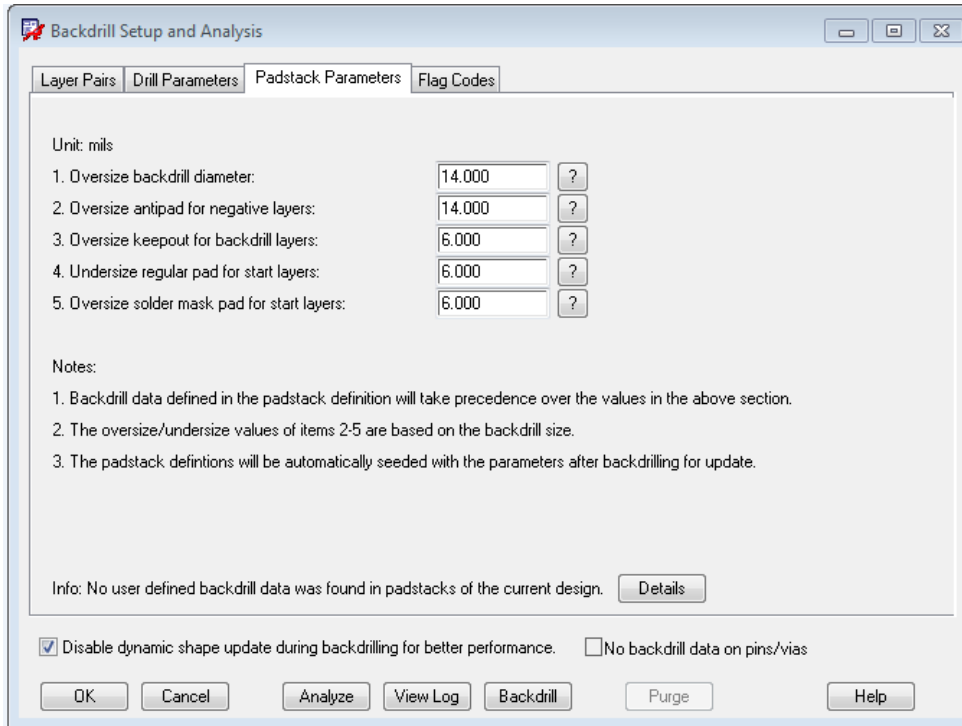 Backdrill Setup and Analysis
Layer Pairs Drill Parameters Padstack Parameters Flag Codes
Unit: mils
1. Oversize backdrill diameter: 14.000 ?
2. Oversize antipad for negative layers: 14.000 ?
3. Oversize keepout for backdrill layers: 6.000 ?
4. Undersize regular pad for start layers: 6.000 ?
5. Oversize solder mask pad for start layers: 6.000 ?
Notes:
1. Backdrill data defined in the padstack definition will take precedence over the values in the above section.
2. The oversize/undersize values of items 2-5 are based on the backdrill size.
3. The padstack defintions will be automatically seeded with the parameters after backdrilling for update.
Info: No user defined backdrill data was found in padstacks of the current design. Details
Disable dynamic shape update during backdrilling for better performance. No backdrill data on pins/vias
OK Cancel Analyze View Log Backdrill Purge Help